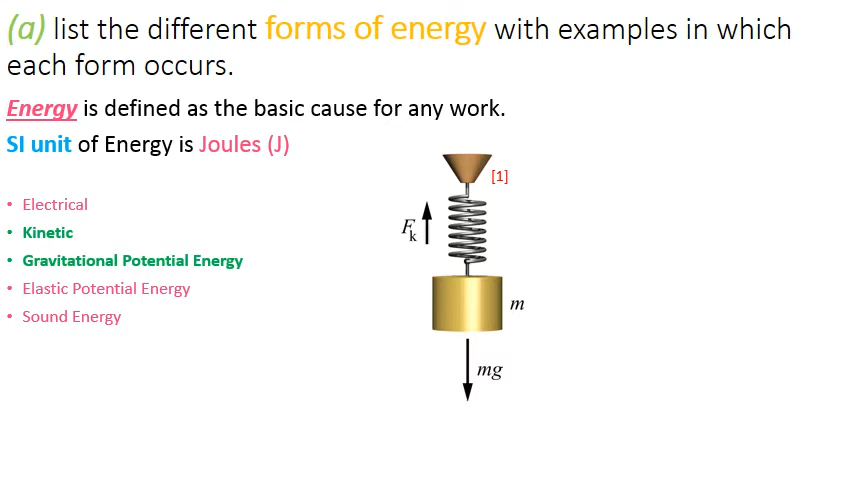 (a) list the different forms of energy with examples in which
each form occurs.
Energy is defined as the basic cause for any work.
SI unit of Energy is Joules (J)
[1]
• Electrical
• Kinetic
• Gravitational Potential Energy
• Elastic Potential Energy
• Sound Energy
Fk
m
mg